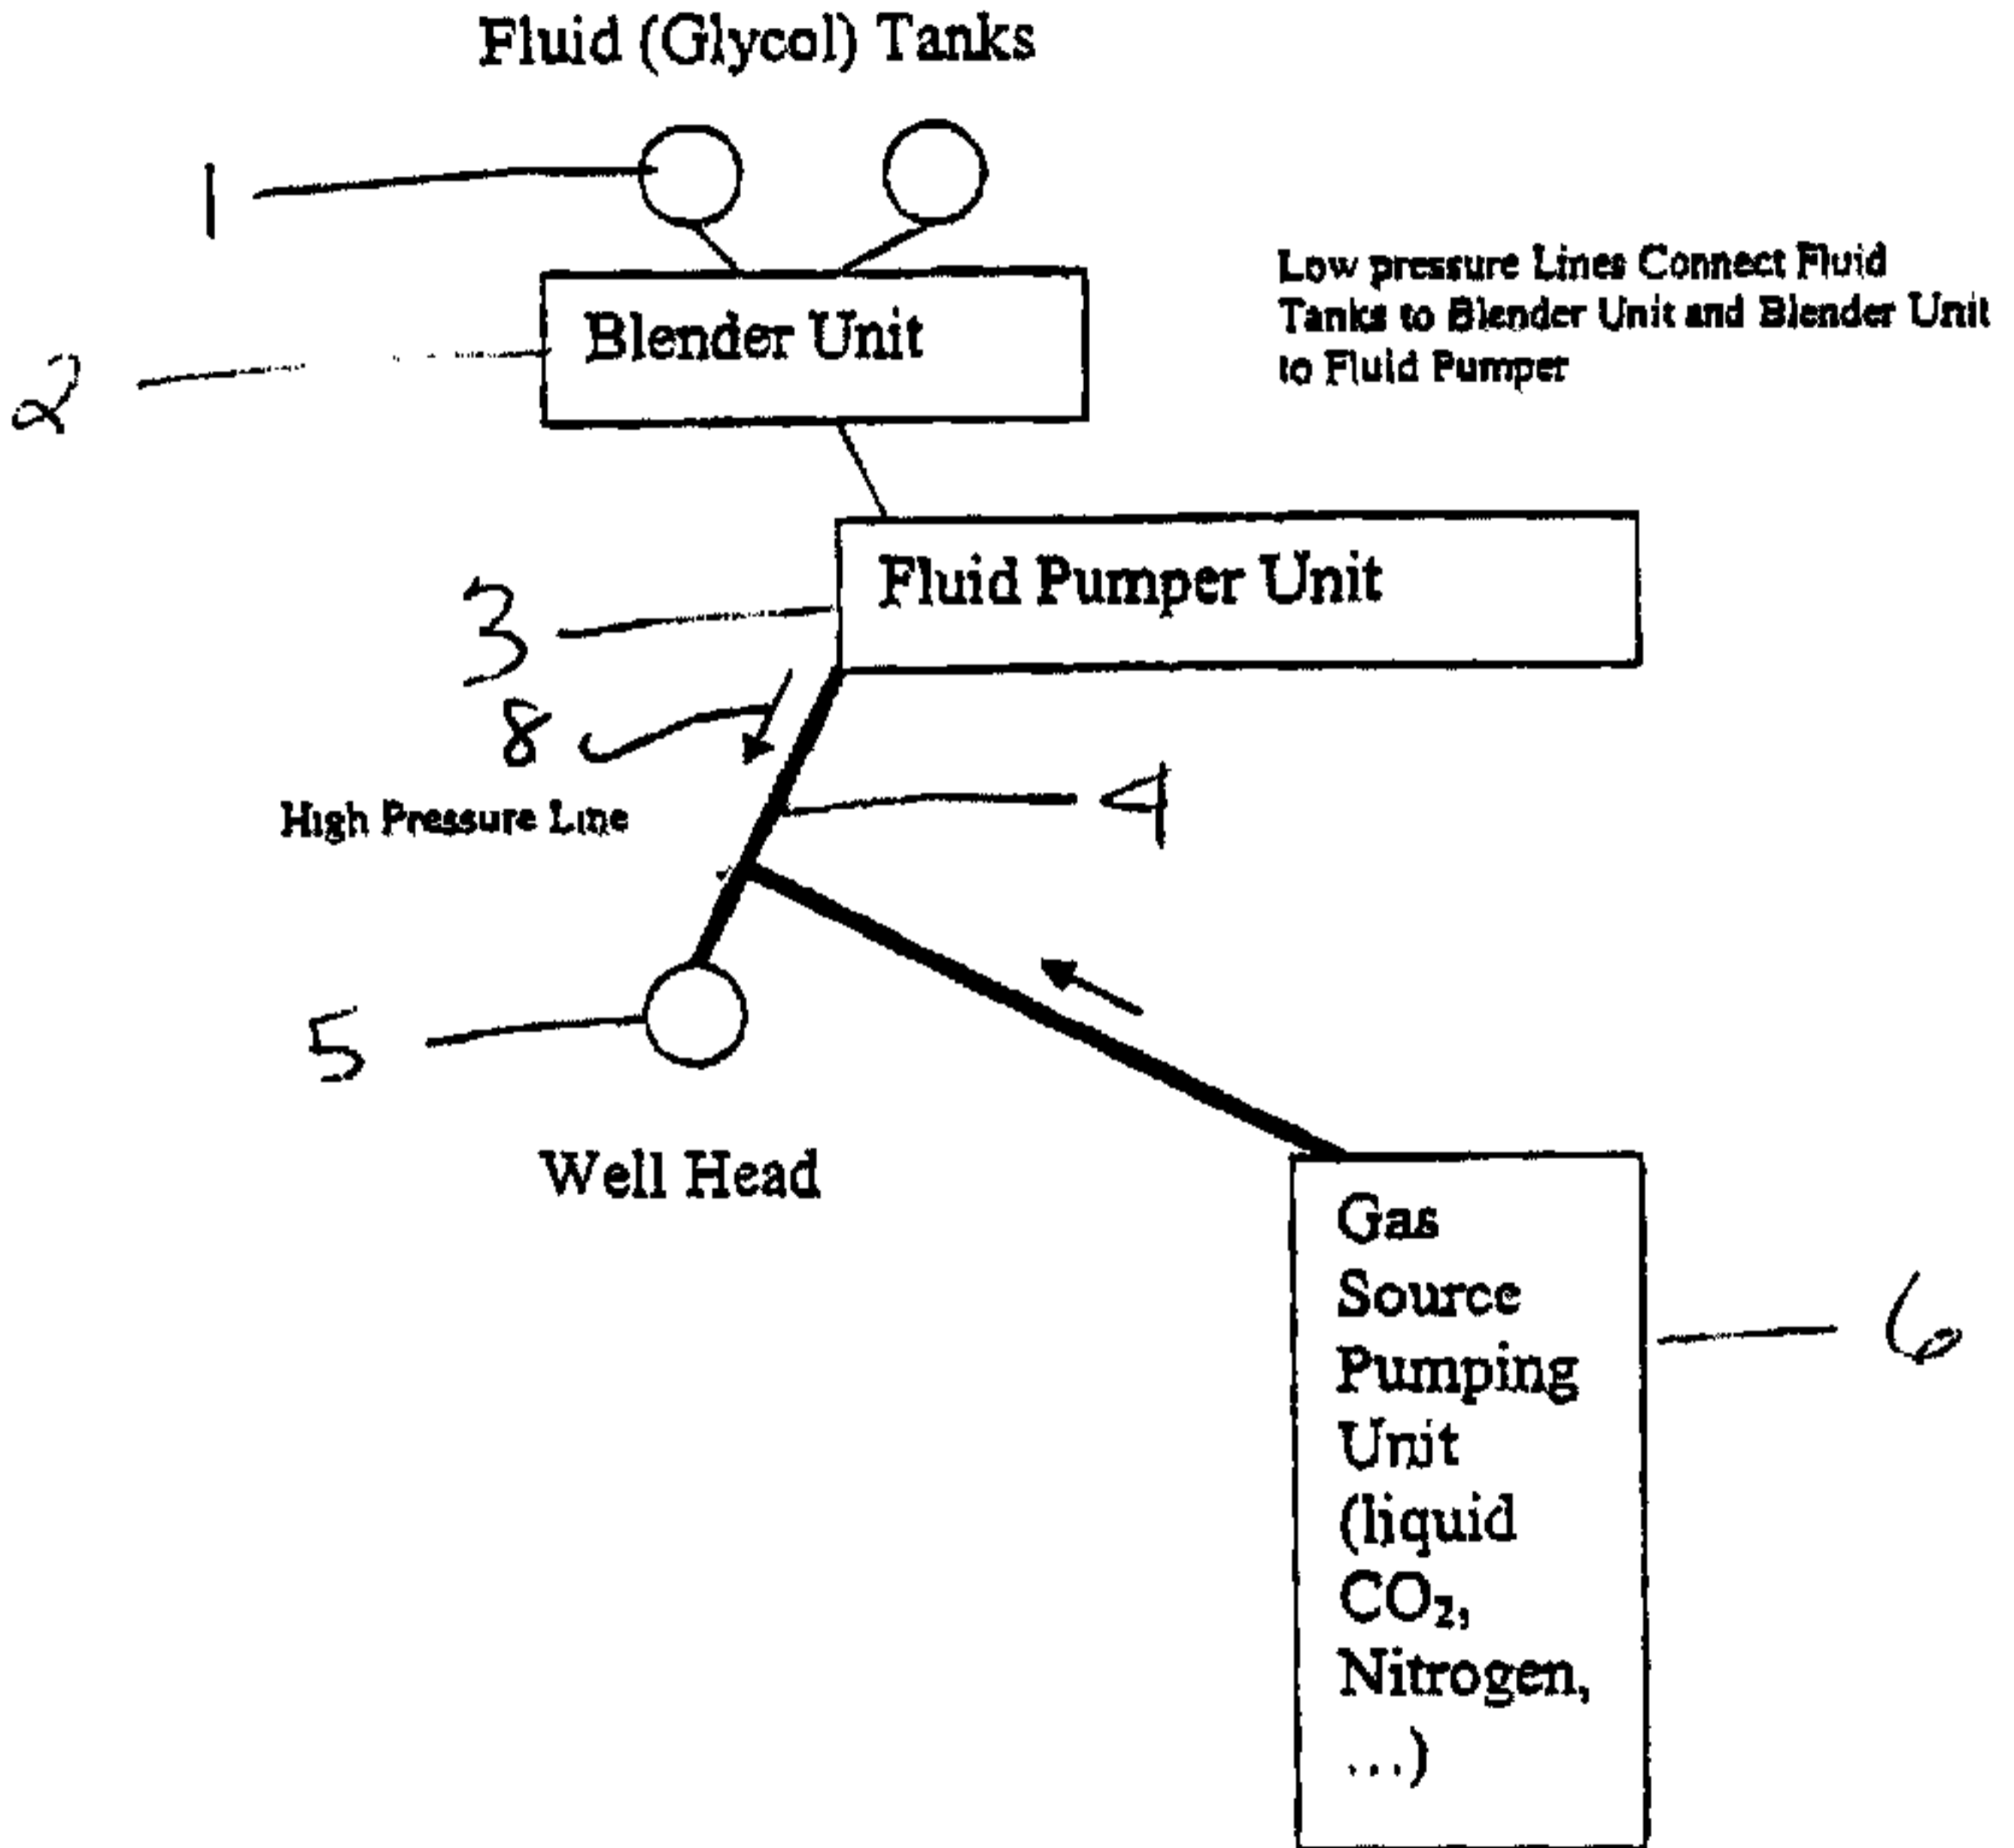 Fluid (Glycol) Tanks
1
Low pressure Lines Connect Fluid
Tanks to Blender Unit and Blender Unit
to Fluid Pumper
Blender Unit
2
Fluid Pumper Unit
3
8
4
High Pressure Line
5
Well Head
Gas
Source
Pumping
Unit
(liquid
CO₂,
Nitrogen,
...)
6